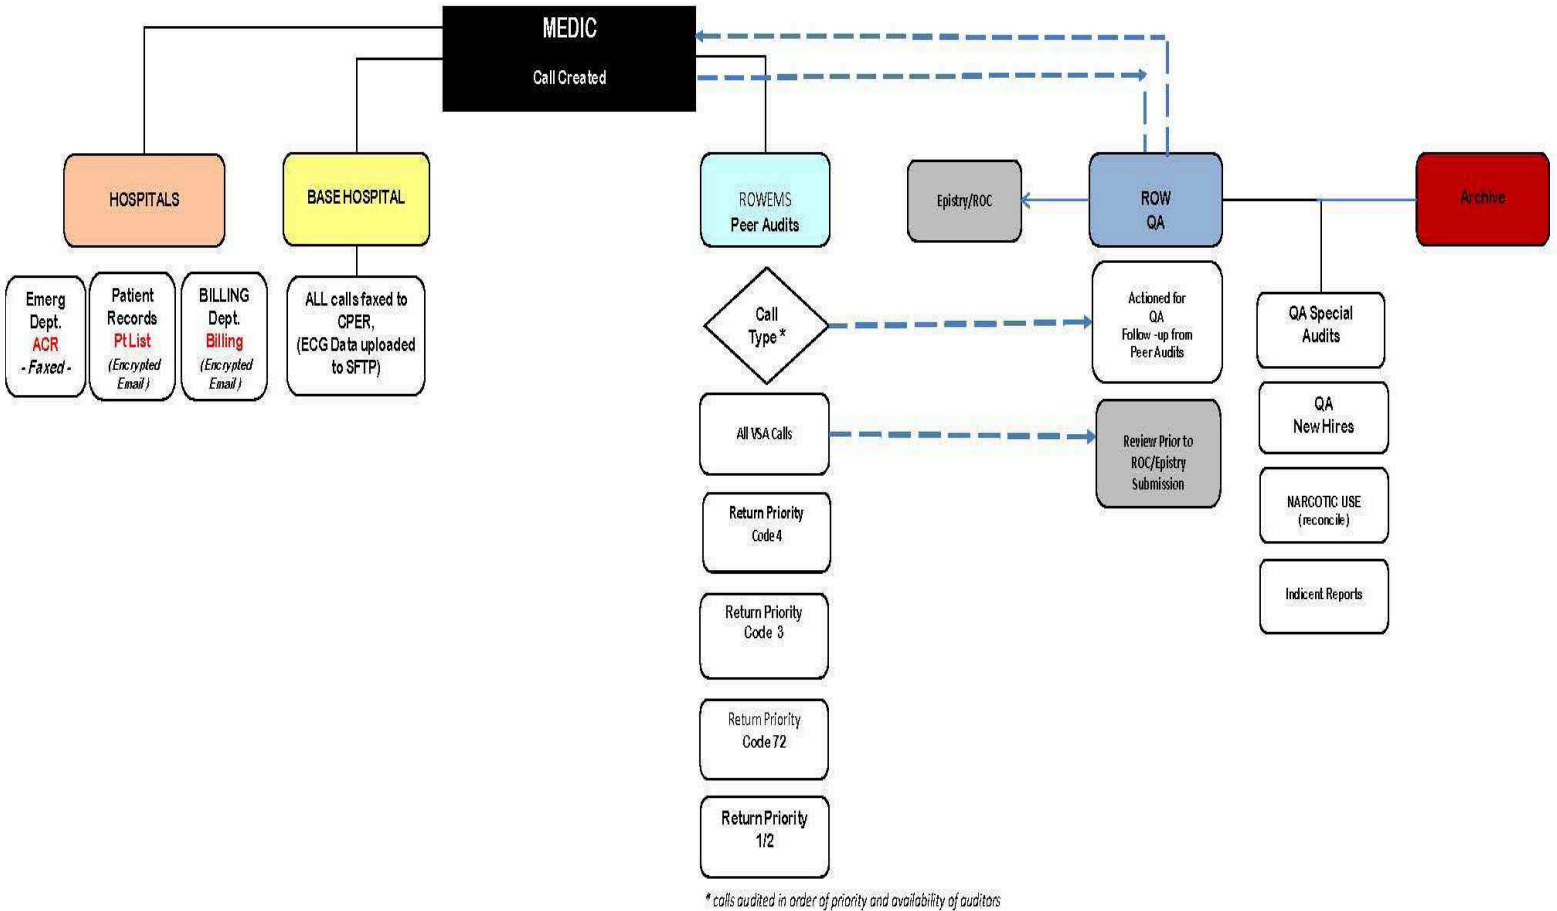 MEDIC
Call Created
HOSPITALS
BASE HOSPITAL
ROWEMS
Peer Audits
Epistry/ROC
ROW
QA
Archive
Emerg
Dept.
ACR
- Faxed -
Patient
Records
Pt List
(Encrypted
Email )
BILLING
Dept.
Billing
(Encrypted
Email )
ALL calls faxed to
CPER,
(ECG Data uploaded
to SFTP)
Call
Type *
Actioned for
QA
Follow -up from
Peer Audits
QA Special
Audits
All VSA Calls
Review Prior to
ROC/Epistry
Submission
QA
New Hires
Return Priority
Code 4
NARCOTIC USE
(reconcile)
Return Priority
Code 3
Indicent Reports
Return Priority
Code 72
Return Priority
1/2
* calls audited in order of priority and availability of auditors